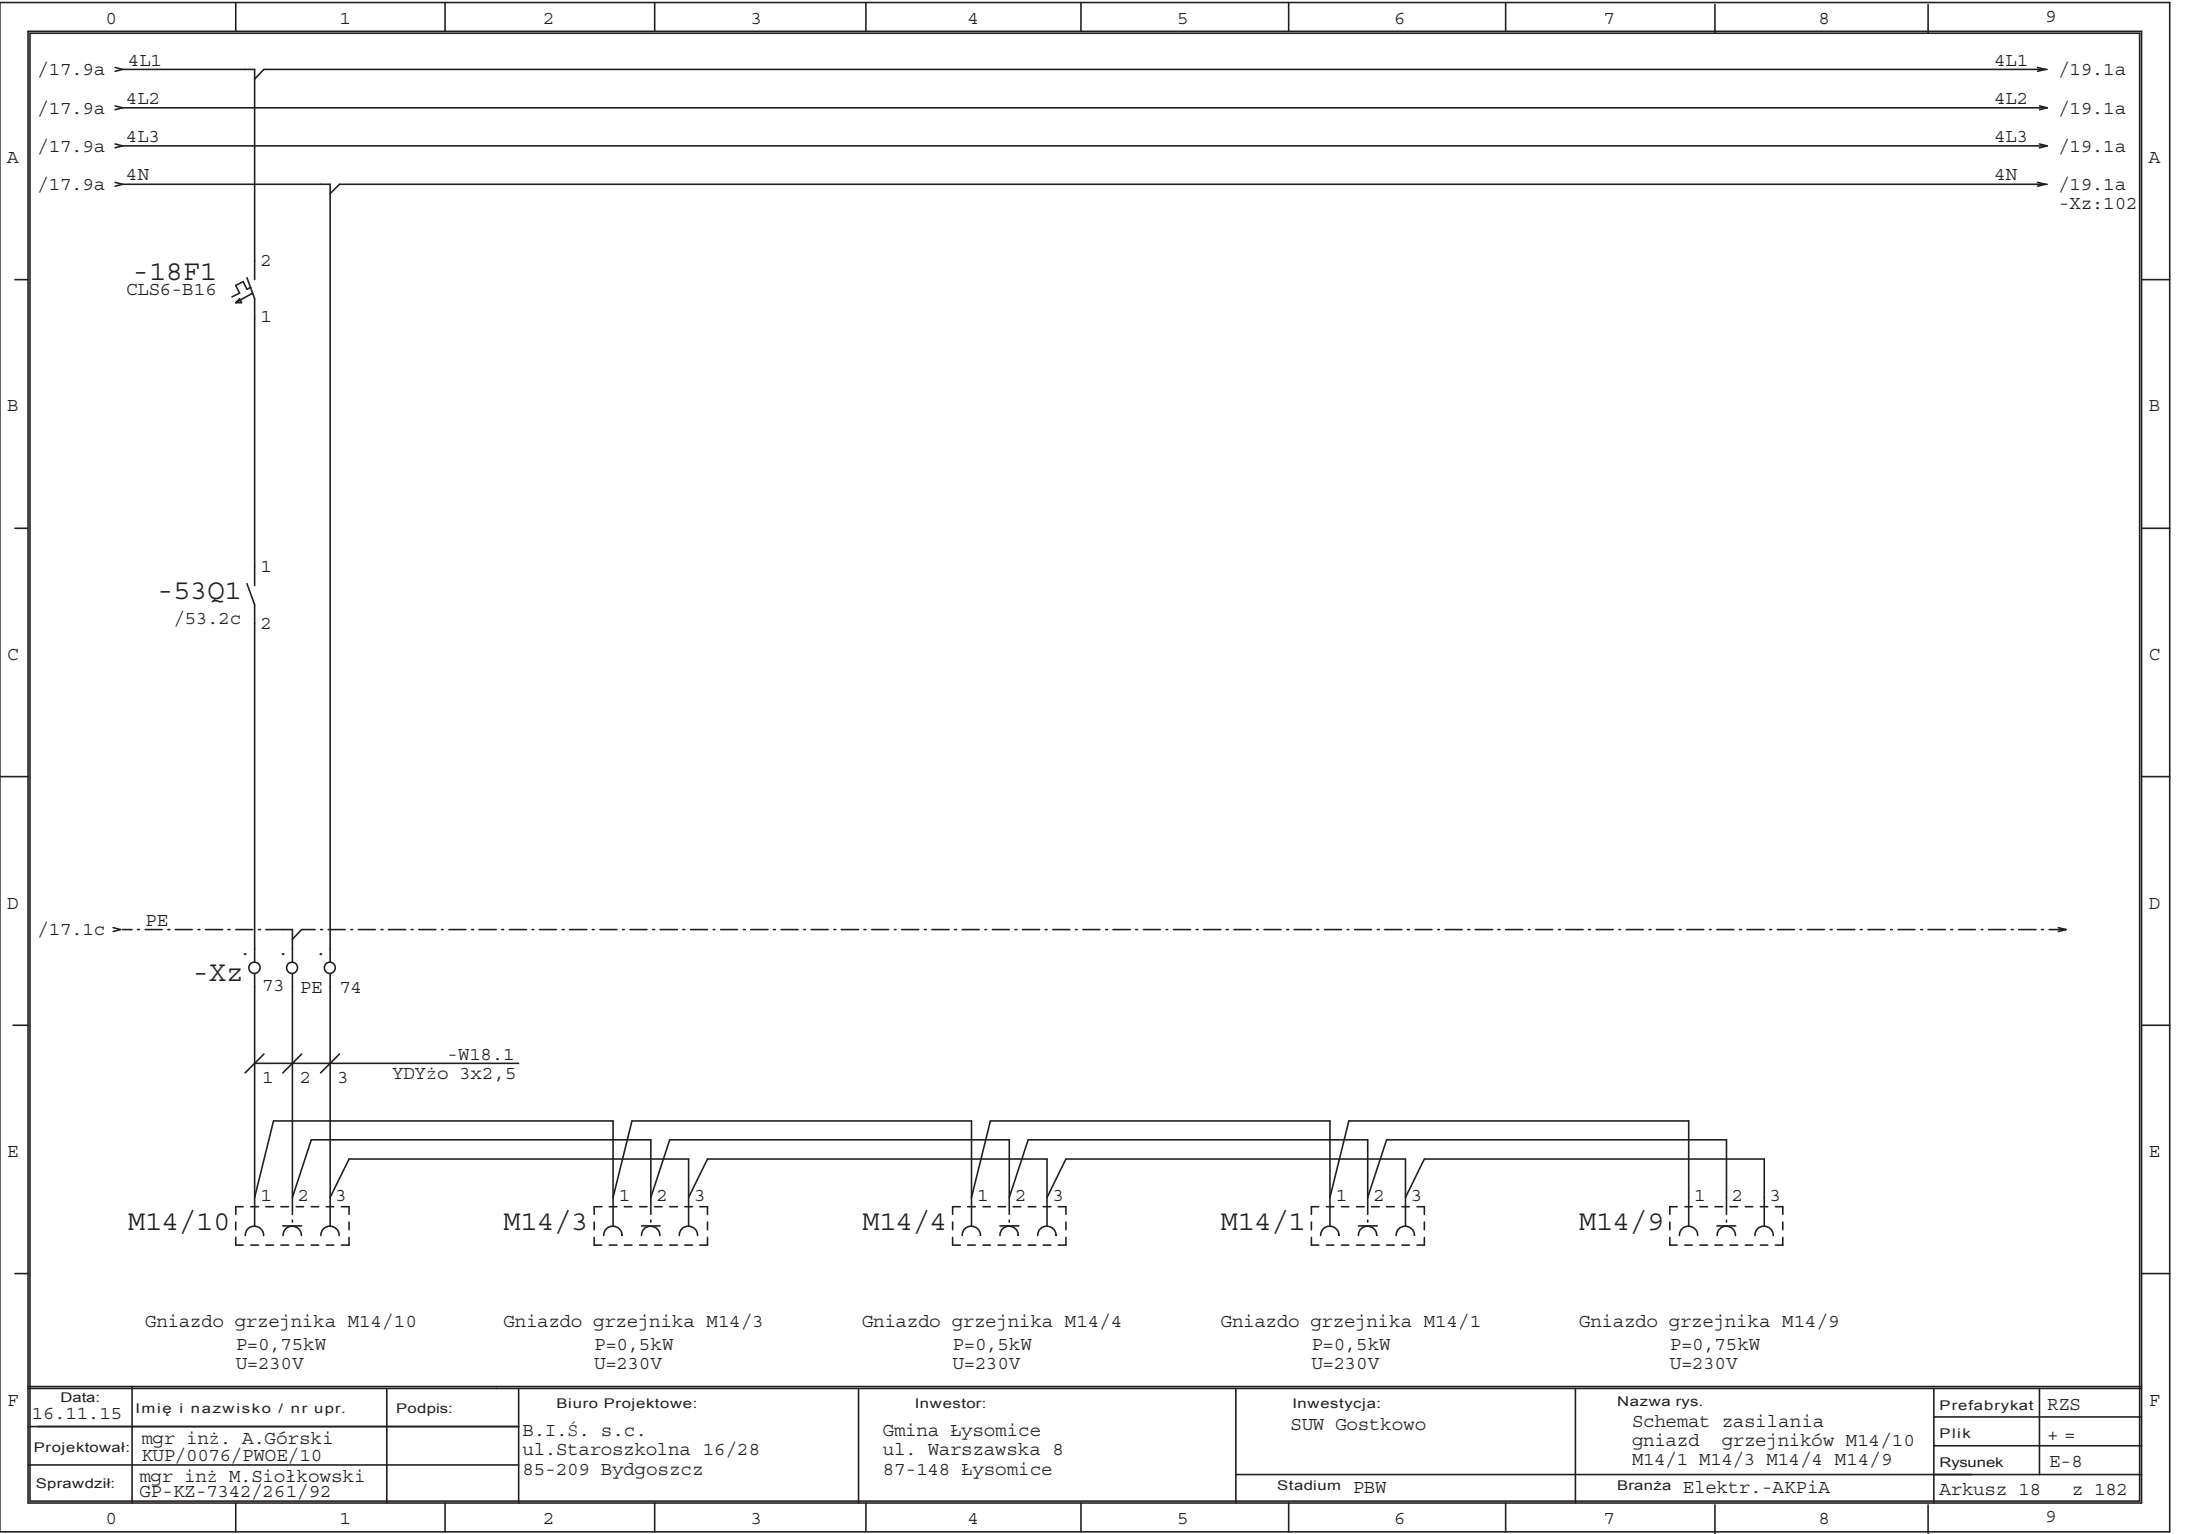 0 1 2 3 4 5 6 7 8 9
/17.9a 4L1 4L1 /19.1a
/17.9a 4L2 4L2 /19.1a
/17.9a 4L3 4L3 /19.1a
A A
/17.9a 4N 4N /19.1a
-Xz:102
2
-18F1
CLS6-B16
1
B B
1
-53Q1
/53.2c 2
C C
D D
/17.1c PE
-Xz 73 PE 74
-W18.1
1 2 3 YDYżo 3x2,5
E E
1 2 3 1 2 3 1 2 3 1 2 3 1 2 3
M14/10 M14/3 M14/4 M14/1 M14/9
Gniazdo grzejnika M14/10 Gniazdo grzejnika M14/3 Gniazdo grzejnika M14/4 Gniazdo grzejnika M14/1 Gniazdo grzejnika M14/9
P=0,75kW P=0,5kW P=0,5kW P=0,5kW P=0,75kW
U=230V U=230V U=230V U=230V U=230V
F F
Data:
16.11.15
Imię i nazwisko / nr upr.
Podpis:
Projektował:
mgr inż. A.Górski
KUP/0076/PWOE/10
Sprawdził:
mgr inż M.Siołkowski
GP-KZ-7342/261/92
Biuro Projektowe:
B.I.Ś. s.c.
ul.Staroszkolna 16/28
85-209 Bydgoszcz
Inwestor:
Gmina Łysomice
ul. Warszawska 8
87-148 Łysomice
Inwestycja:
SUW Gostkowo
Stadium PBW
Nazwa rys.
Schemat zasilania
gniazd grzejników M14/10
M14/1 M14/3 M14/4 M14/9
Branża Elektr.-AKPiA
Prefabrykat RZS
Plik + =
Rysunek E-8
Arkusz 18 z 182
0 1 2 3 4 5 6 7 8 9